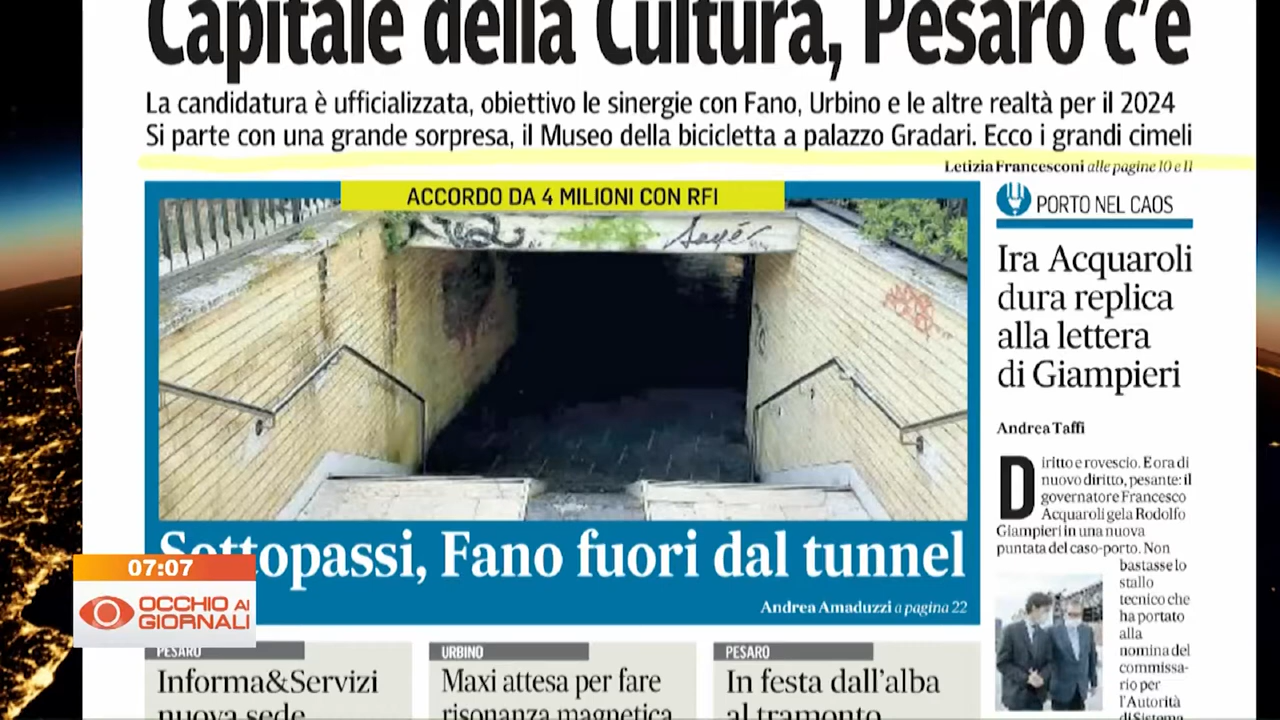 Capitale della Cultura, Pesaro c'è
La candidatura è ufficializzata, obiettivo le sinergie con Fano, Urbino e le altre realtà per il 2024
Si parte con una grande sorpresa, il Museo della bicicletta a palazzo Gradari. Ecco i grandi cimeli
Letizia Francesconi alle pagine 10 e 11
ACCORDO DA 4 MILIONI CON RFI
Sottopassi, Fano fuori dal tunnel
Andrea Amaduzzi a pagina 22
PORTO NEL CAOS
Ira Acquaroli
dura replica
alla lettera
di Giampieri
Andrea Taffi
Diritto e rovescio. E ora di
nuovo diritto, pesante: il
governatore Francesco
Acquaroli gela Rodolfo
Giampieri in una nuova
puntata del caso-porto. Non
bastasse lo
stallo
tecnico che
ha portato
alla
nomina del
commissa-
rio per
l'Autorità
di Sistema
07:07
OCCHIO AI
GIORNALI
PESARO
Informa&Servizi
nuova sede
URBINO
Maxi attesa per fare
risonanza magnetica
PESARO
In festa dall'alba
al tramonto